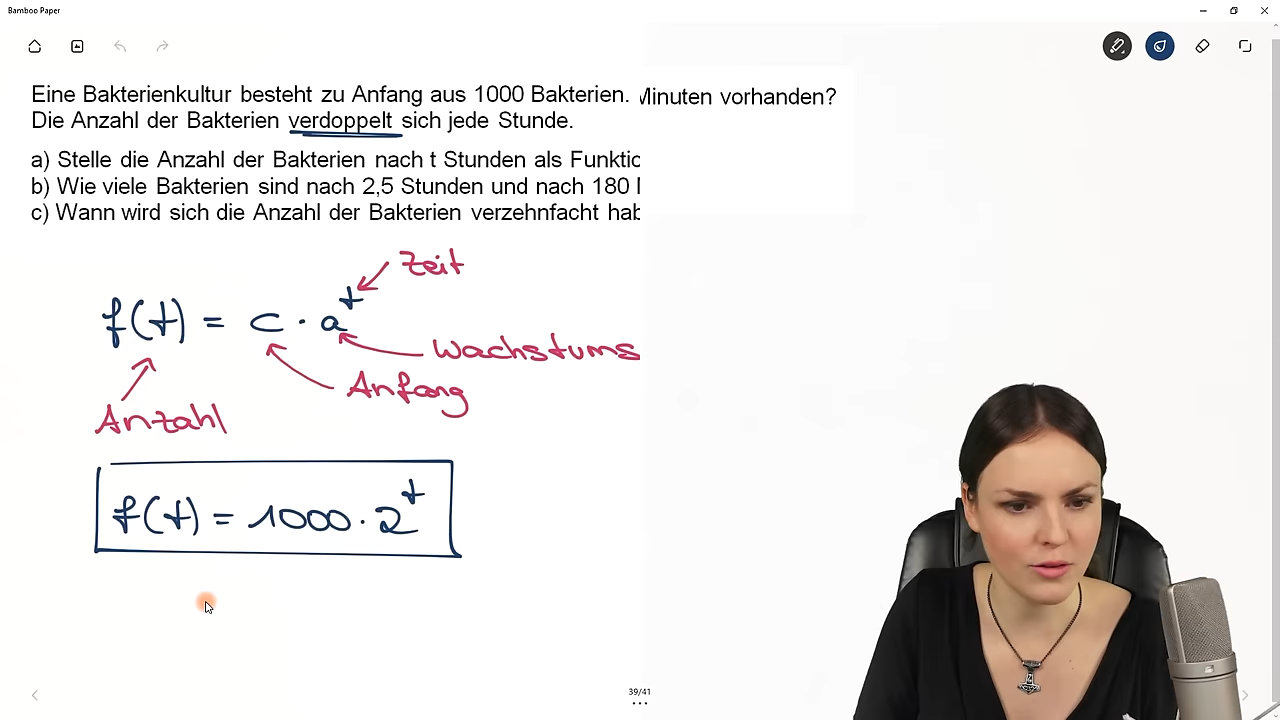 Bamboo Paper
Eine Bakterienkultur besteht zu Anfang aus 1000 Bakterien. Minuten vorhanden?
Die Anzahl der Bakterien verdoppelt sich jede Stunde.
a) Stelle die Anzahl der Bakterien nach t Stunden als
b) Wie viele Bakterien sind nach 2,5 Stunden und nach 180
c) Wann wird sich die Anzahl der Bakterien verzehnfacht
Zeit
f(t) = c · a^t
Wachstums
Anfang
Anzahl
f(t) = 1000 · 2^t
39/41